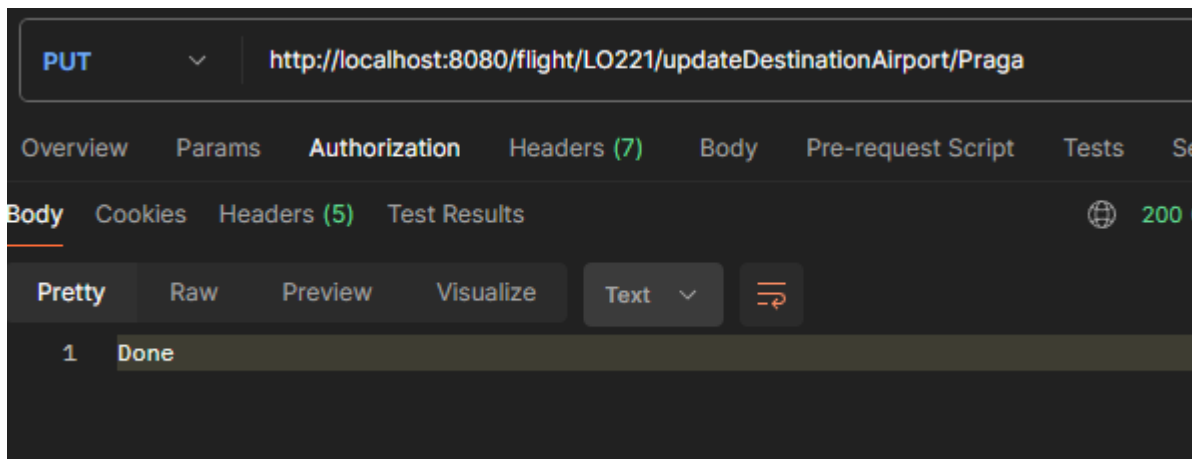 PUT http://localhost:8080/flight/LO221/updateDestinationAirport/Praga
Overview Params Authorization Headers (7) Body Pre-request Script Tests
Body Cookies Headers (5) Test Results 200
Pretty Raw Preview Visualize Text
1 Done